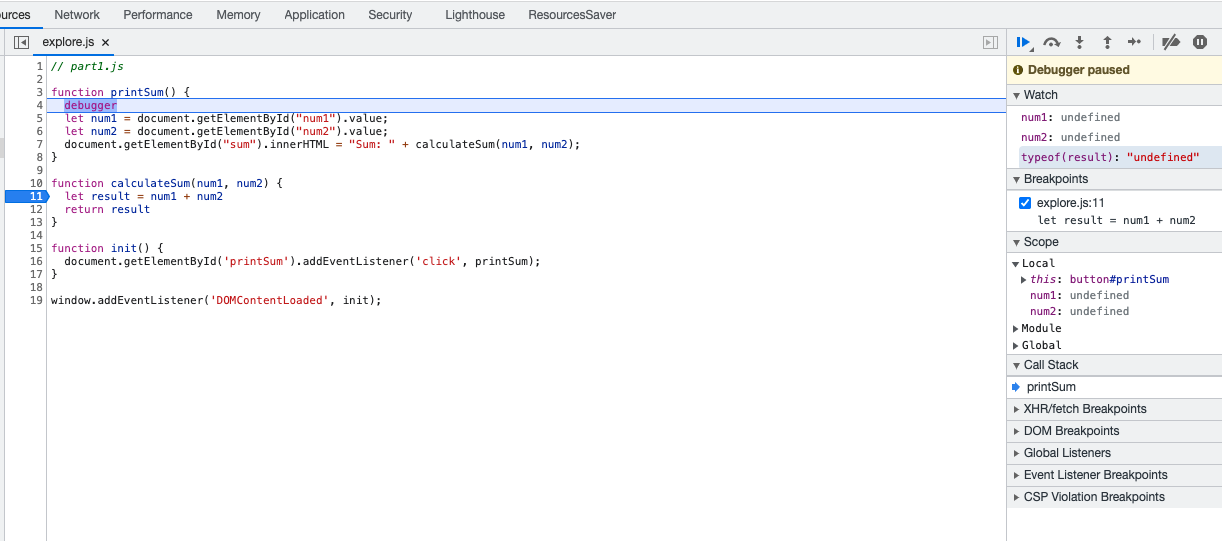 urces Network Performance Memory Application Security Lighthouse ResourcesSaver
explore.js ×
1 // part1.js
2
3 function printSum() {
4 debugger
5 let num1 = document.getElementById("num1").value;
6 let num2 = document.getElementById("num2").value;
7 document.getElementById("sum").innerHTML = "Sum: " + calculateSum(num1, num2);
8 }
9
10 function calculateSum(num1, num2) {
11 let result = num1 + num2
12 return result
13 }
14
15 function init() {
16 document.getElementById('printSum').addEventListener('click', printSum);
17 }
18
19 window.addEventListener('DOMContentLoaded', init);
Debugger paused
Watch
num1: undefined
num2: undefined
typeof(result): "undefined"
Breakpoints
explore.js:11
let result = num1 + num2
Scope
Local
this: button#printSum
num1: undefined
num2: undefined
Module
Global
Call Stack
printSum
XHR/fetch Breakpoints
DOM Breakpoints
Global Listeners
Event Listener Breakpoints
CSP Violation Breakpoints